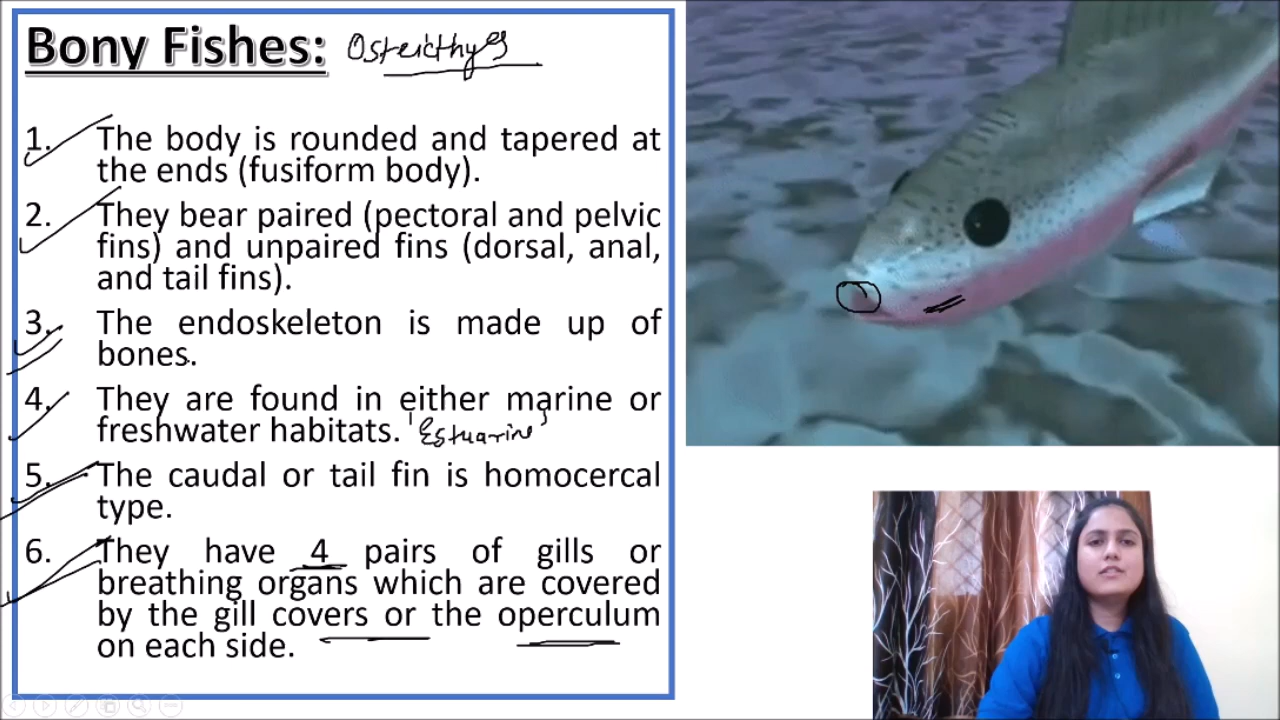 Bony Fishes: Osteicthyes
1. The body is rounded and tapered at
the ends (fusiform body).
2. They bear paired (pectoral and pelvic
fins) and unpaired fins (dorsal, anal,
and tail fins).
3. The endoskeleton is made up of
bones.
4. They are found in either marine or
freshwater habitats. 'Estuarine'
5. The caudal or tail fin is homocercal
type.
6. They have 4 pairs of gills or
breathing organs which are covered
by the gill covers or the operculum
on each side.